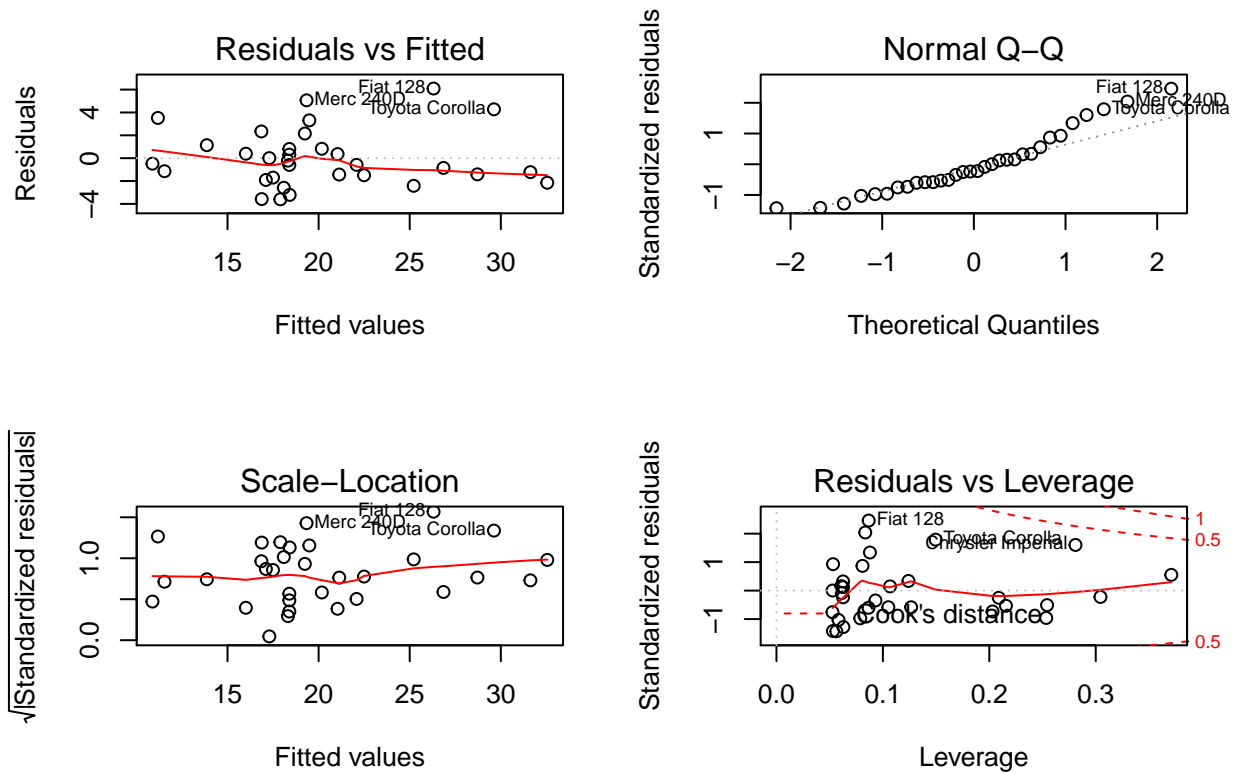 Residuals vs Fitted
Residuals
4
0
−4
Fiat 128
Merc 240D
Toyota Corolla
15 20 25 30
Fitted values
Normal Q−Q
Standardized residuals
1
−1
Fiat 128
Merc 240D
Toyota Corolla
−2 −1 0 1 2
Theoretical Quantiles
Scale−Location
√|Standardized residuals|
1.0
0.0
Fiat 128
Merc 240D
Toyota Corolla
15 20 25 30
Fitted values
Residuals vs Leverage
Standardized residuals
1
−1
Fiat 128
Toyota Corolla
Chrysler Imperial
1
0.5
Cook's distance
0.5
0.0 0.1 0.2 0.3
Leverage